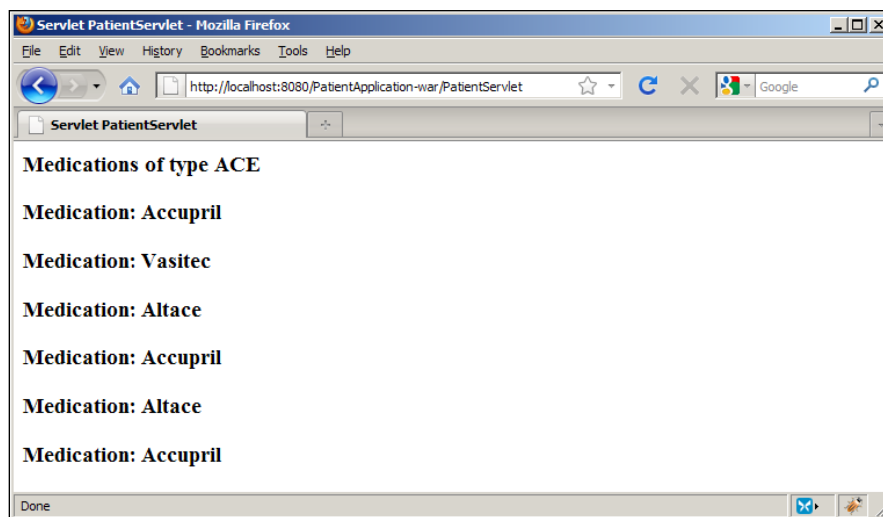 Servlet PatientServlet - Mozilla Firefox
File Edit View History Bookmarks Tools Help
http://localhost:8080/PatientApplication-war/PatientServlet
Google
Servlet PatientServlet
Medications of type ACE
Medication: Accupril
Medication: Vasitec
Medication: Altace
Medication: Accupril
Medication: Altace
Medication: Accupril
Done